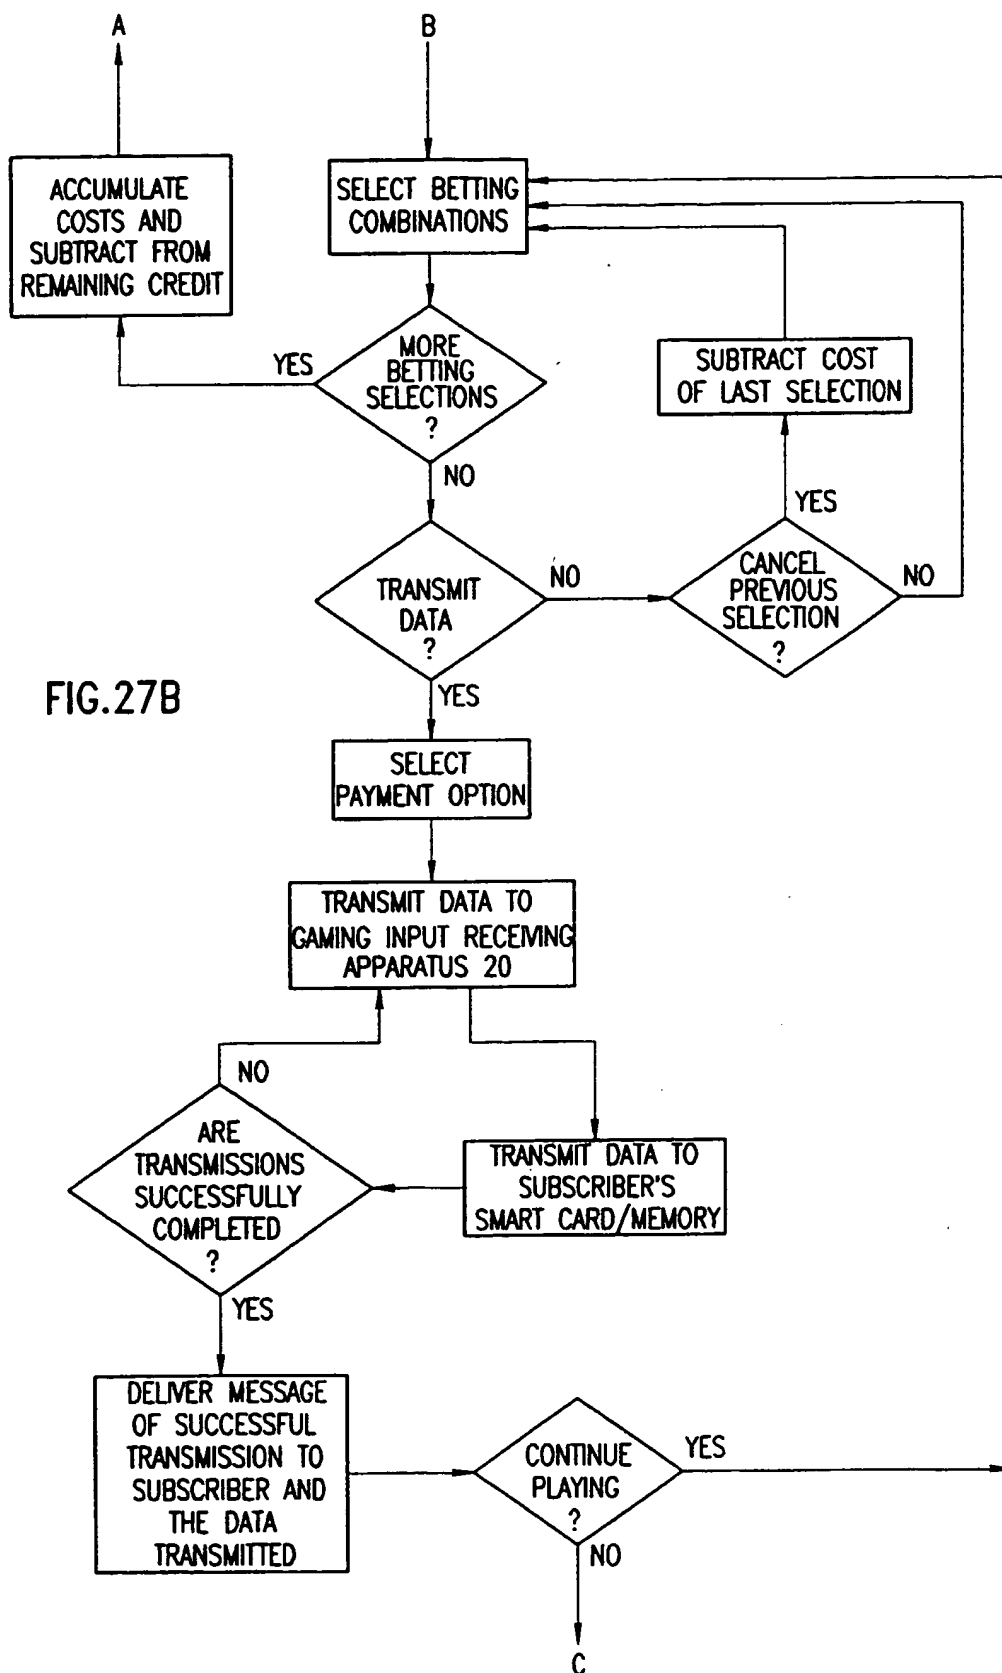 A
B
ACCUMULATE
COSTS AND
SUBTRACT FROM
REMAINING CREDIT
SELECT BETTING
COMBINATIONS
YES
MORE
BETTING
SELECTIONS
?
SUBTRACT COST
OF LAST SELECTION
NO
YES
TRANSMIT
DATA
?
NO
CANCEL
PREVIOUS
SELECTION
?
NO
FIG.27B
YES
SELECT
PAYMENT OPTION
TRANSMIT DATA TO
GAMING INPUT RECEIVING
APPARATUS 20
NO
ARE
TRANSMISSIONS
SUCCESSFULLY
COMPLETED
?
TRANSMIT DATA TO
SUBSCRIBER'S
SMART CARD/MEMORY
YES
DELIVER MESSAGE
OF SUCCESSFUL
TRANSMISSION TO
SUBSCRIBER AND
THE DATA
TRANSMITTED
CONTINUE
PLAYING
?
YES
NO
C